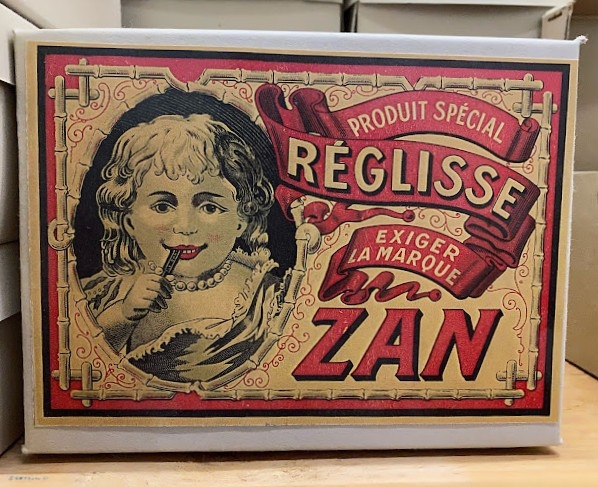 PRODUIT SPÉCIAL
RÉGLISSE
EXIGER
LA MARQUE
ZAN